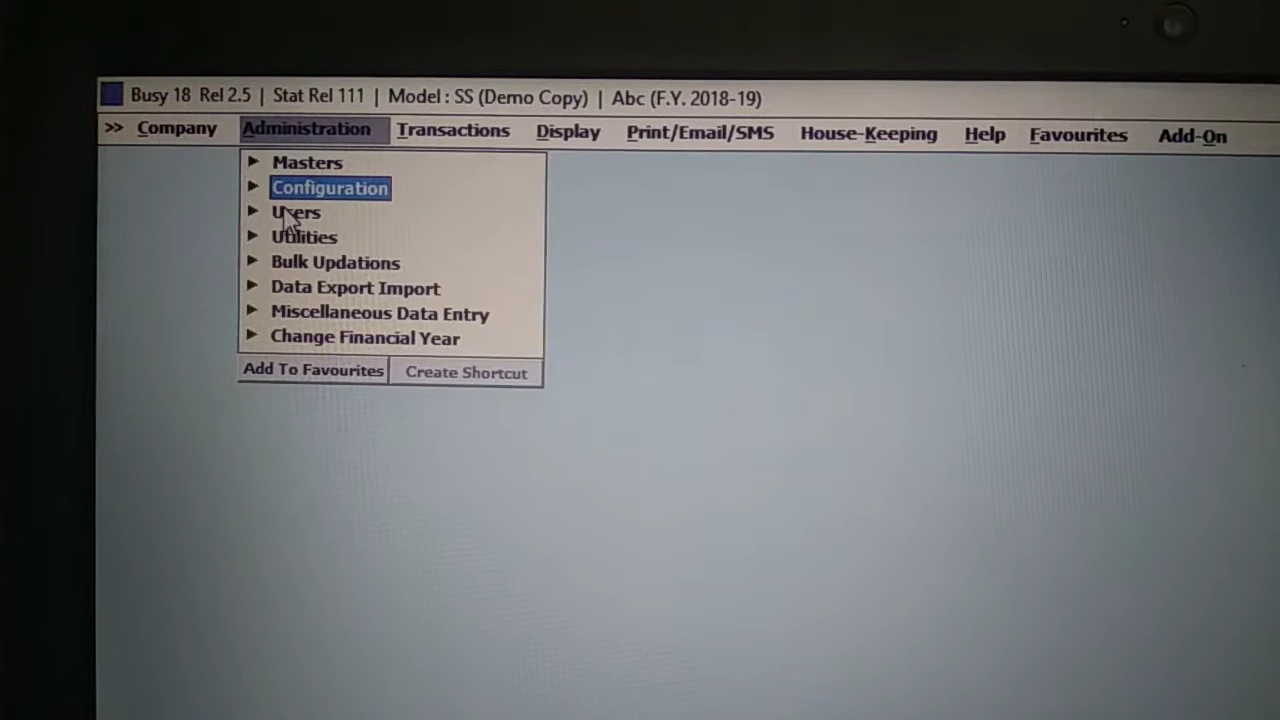 Busy 18 Rel 2.5 | Stat Rel 111 | Model : SS (Demo Copy) | Abc (F.Y. 2018-19)
>> Company Administration Transactions Display Print/Email/SMS House-Keeping Help Favourites Add-On
Masters
Configuration
Users
Utilities
Bulk Updations
Data Export Import
Miscellaneous Data Entry
Change Financial Year
Add To Favourites Create Shortcut